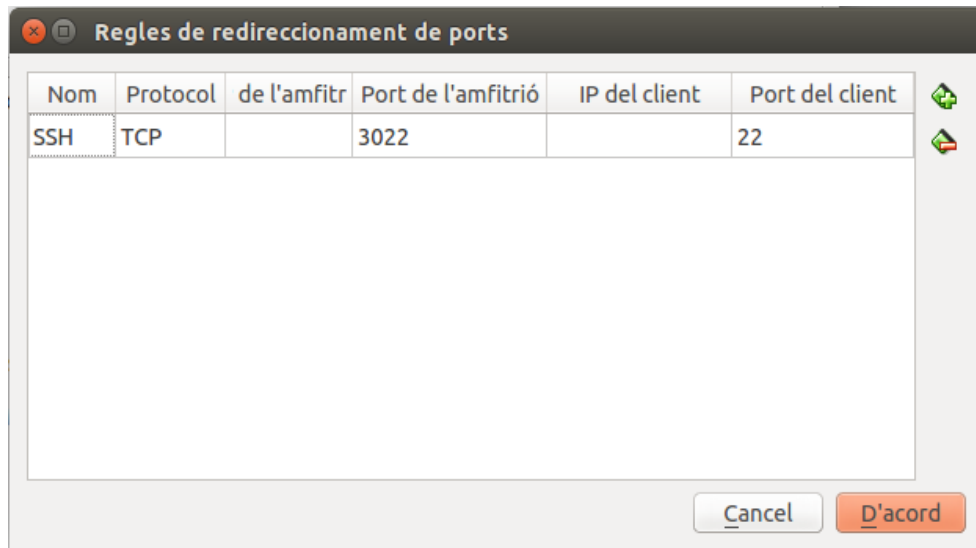 Regles de redireccionament de ports
Nom Protocol de l'amfitr Port de l'amfitrió IP del client Port del client
SSH TCP 3022 22
Cancel D'acord